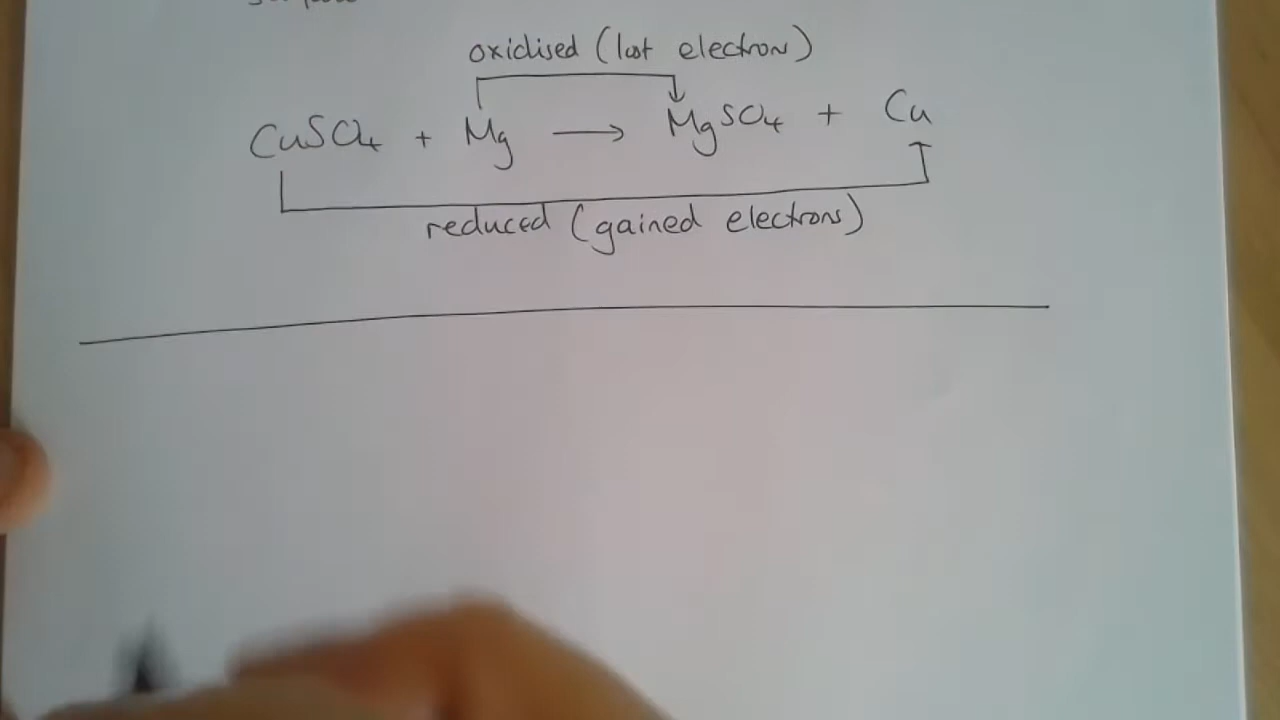 oxidised (lost electron)
CuSO4 + Mg → MgSO4 + Cu
reduced (gained electrons)